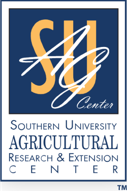 SU
AG
Center
SOUTHERN UNIVERSITY
AGRICULTURAL
RESEARCH & EXTENSION
CENTER
TM